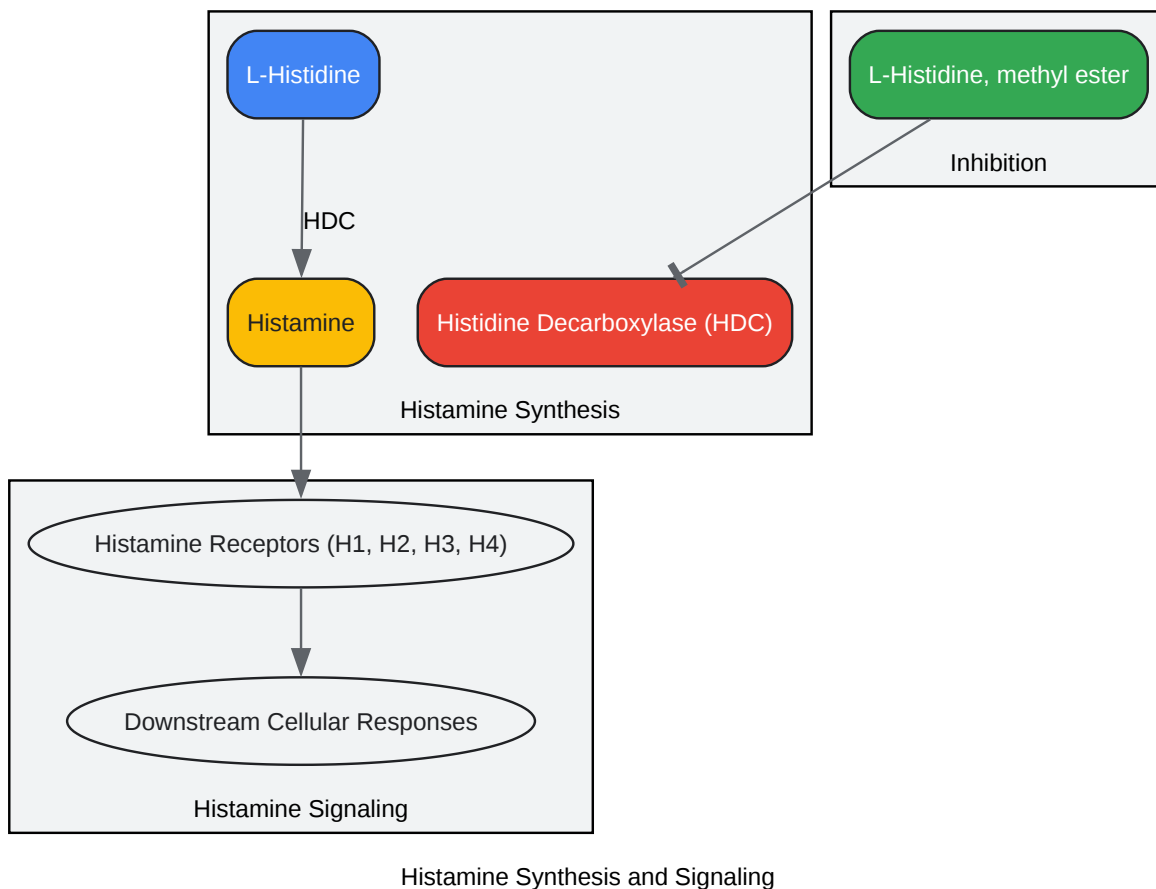 L-Histidine
L-Histidine, methyl ester
Inhibition
HDC
Histamine
Histidine Decarboxylase (HDC)
Histamine Synthesis
Histamine Receptors (H1, H2, H3, H4)
Downstream Cellular Responses
Histamine Signaling
Histamine Synthesis and Signaling